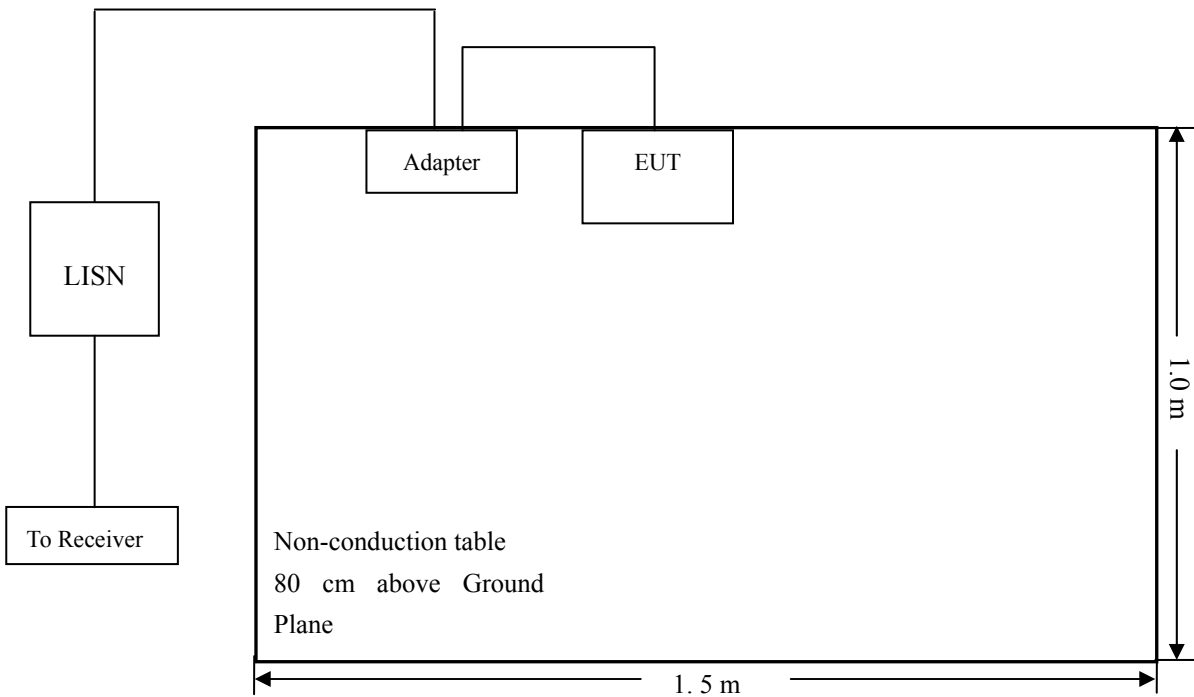 Adapter
EUT
LISN
1.0 m
To Receiver
Non-conduction table
80 cm above Ground
Plane
1. 5 m